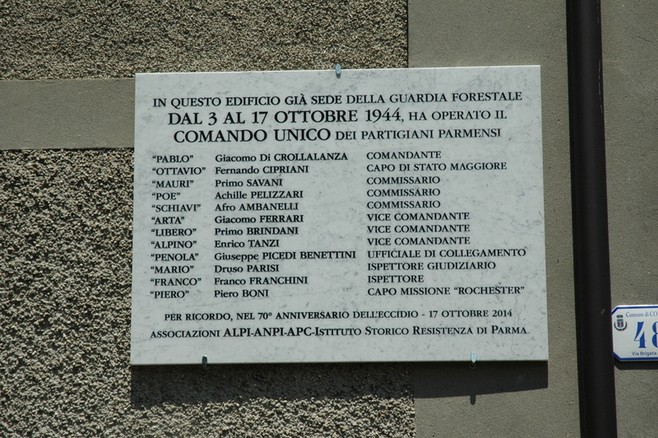 IN QUESTO EDIFICIO GIÀ SEDE DELLA GUARDIA FORESTALE
DAL 3 AL 17 OTTOBRE 1944, HA OPERATO IL
COMANDO UNICO DEI PARTIGIANI PARMENSI
"PABLO" Giacomo Di CROLLALANZA COMANDANTE
"OTTAVIO" Fernando CIPRIANI CAPO DI STATO MAGGIORE
"MAURI" Primo SAVANI COMMISSARIO
"POE" Achille PELIZZARI COMMISSARIO
"SCHIAVI" Afro AMBANELLI COMMISSARIO
"ARTA" Giacomo FERRARI VICE COMANDANTE
"LIBERO" Primo BRINDANI VICE COMANDANTE
"ALPINO" Enrico TANZI VICE COMANDANTE
"PENOLA" Giuseppe PICEDI BENETTINI UFFICIALE DI COLLEGAMENTO
"MARIO" Druso PARISI ISPETTORE GIUDIZIARIO
"FRANCO" Franco FRANCHINI ISPETTORE
"PIERO" Piero BONI CAPO MISSIONE "ROCHESTER"
PER RICORDO, NEL 70° ANNIVERSARIO DELL'ECCIDIO - 17 OTTOBRE 2014
ASSOCIAZIONI ALPI-ANPI-APC-ISTITUTO STORICO RESISTENZA DI PARMA
Comune di CO
48
Via Brigata